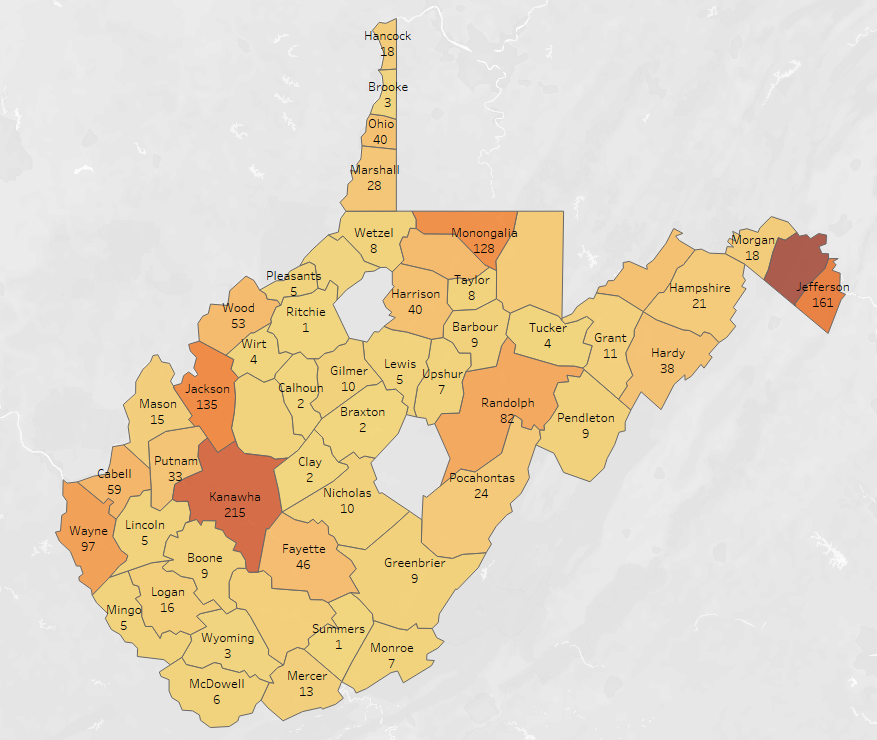 Hancock
18
Brooke
3
Ohio
40
Marshall
28
Wetzel
8
Monongalia
128
Morgan
18
Pleasants
5
Taylor
8
Harrison
40
Hampshire
21
Jefferson
161
Wood
53
Ritchie
1
Barbour
9
Tucker
4
Grant
11
Wirt
4
Hardy
38
Lewis
5
Gilmer
10
Upshur
7
Jackson
135
Calhoun
2
Mason
15
Braxton
2
Randolph
82
Pendleton
9
Putnam
33
Clay
2
Cabell
59
Pocahontas
24
Kanawha
215
Nicholas
10
Lincoln
5
Wayne
97
Fayette
46
Boone
9
Greenbrier
9
Logan
16
Mingo
5
Summers
1
Wyoming
3
Monroe
7
McDowell
6
Mercer
13